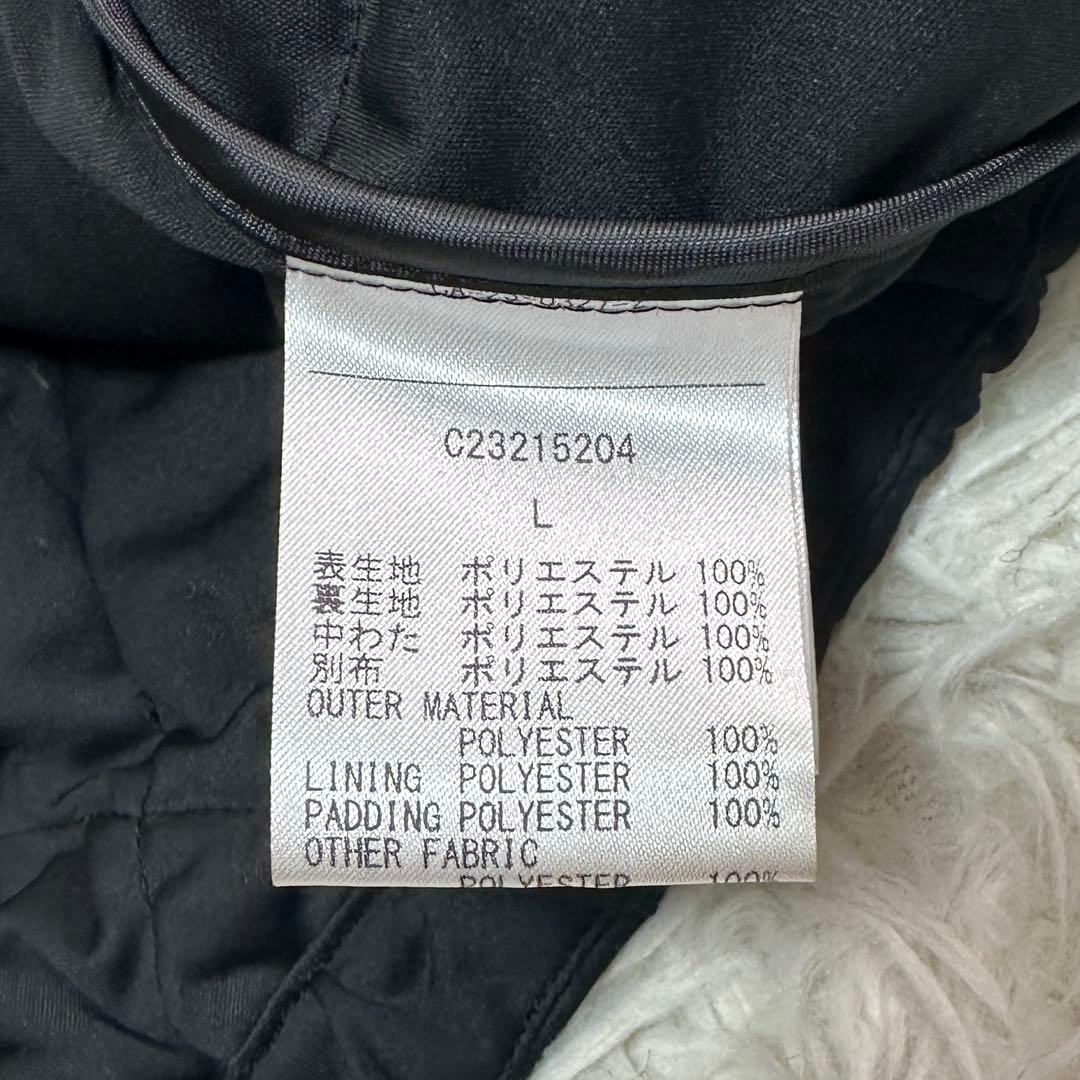 C23215204
L
表生地 ポリエステル 100%
裏生地 ポリエステル 100%
中わた ポリエステル 100%
別布 ポリエステル 100%
OUTER MATERIAL
POLYESTER 100%
LINING POLYESTER 100%
PADDING POLYESTER 100%
OTHER FABRIC
POLYESTER 100%